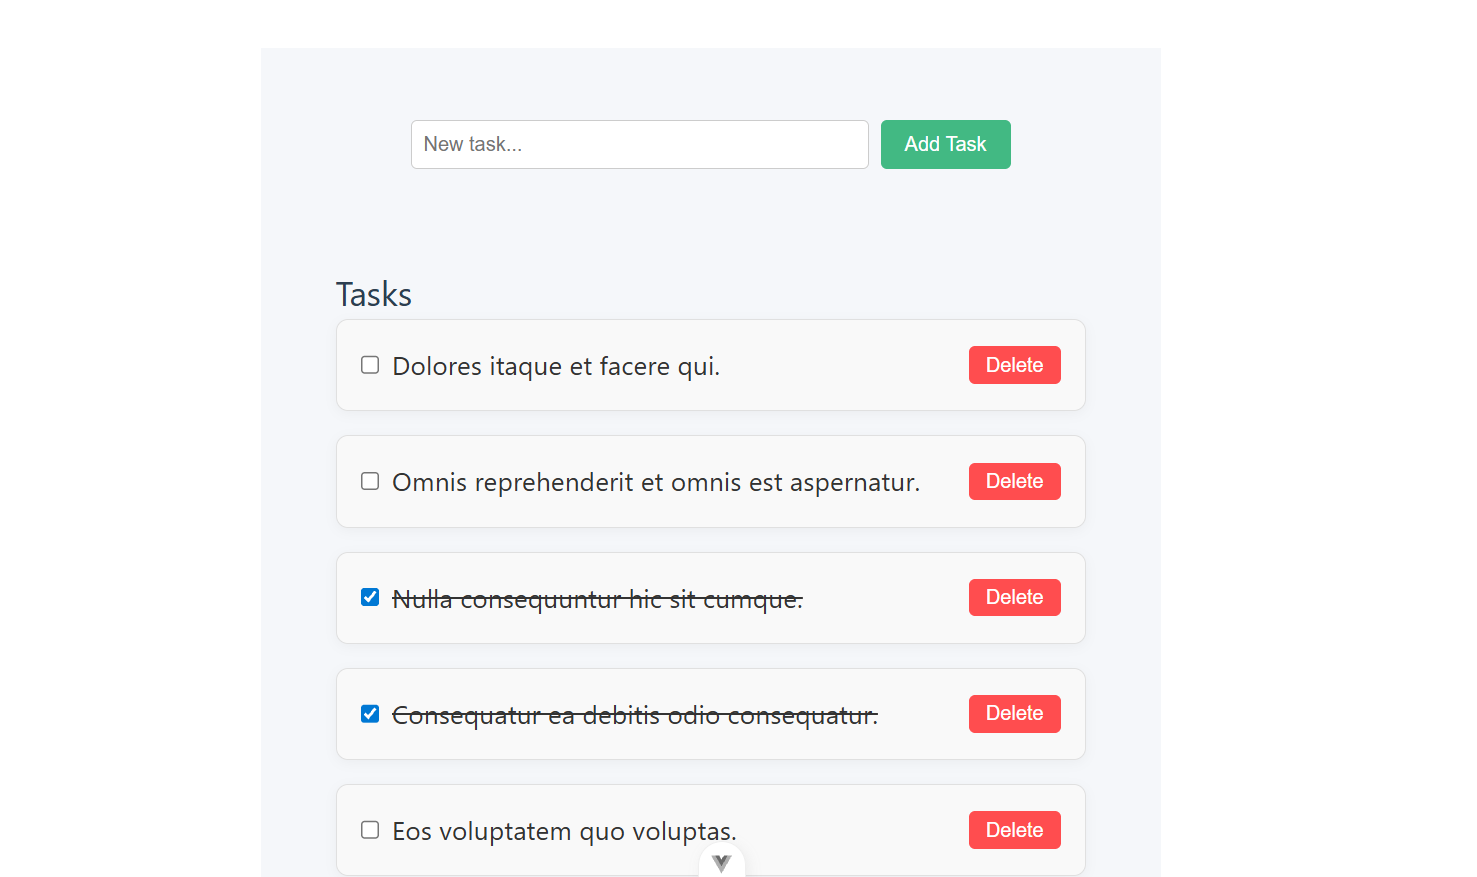 New task...
Add Task
Tasks
Dolores itaque et facere qui.
Delete
Omnis reprehenderit et omnis est aspernatur.
Delete
Nulla consequuntur hic sit cumque.
Delete
Consequatur ea debitis odio consequatur.
Delete
Eos voluptatem quo voluptas.
Delete